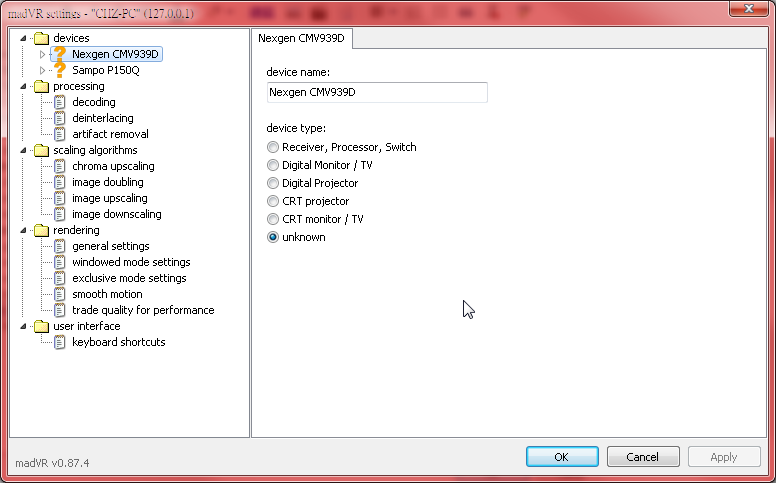 madVR settings - "CHZ-PC" (127.0.0.1)
devices
Nexgen CMV939D
Sampo P150Q
processing
decoding
deinterlacing
artifact removal
scaling algorithms
chroma upscaling
image doubling
image upscaling
image downscaling
rendering
general settings
windowed mode settings
exclusive mode settings
smooth motion
trade quality for performance
user interface
keyboard shortcuts
Nexgen CMV939D
device name:
Nexgen CMV939D
device type:
Receiver, Processor, Switch
Digital Monitor / TV
Digital Projector
CRT projector
CRT monitor / TV
unknown
madVR v0.87.4
OK
Cancel
Apply